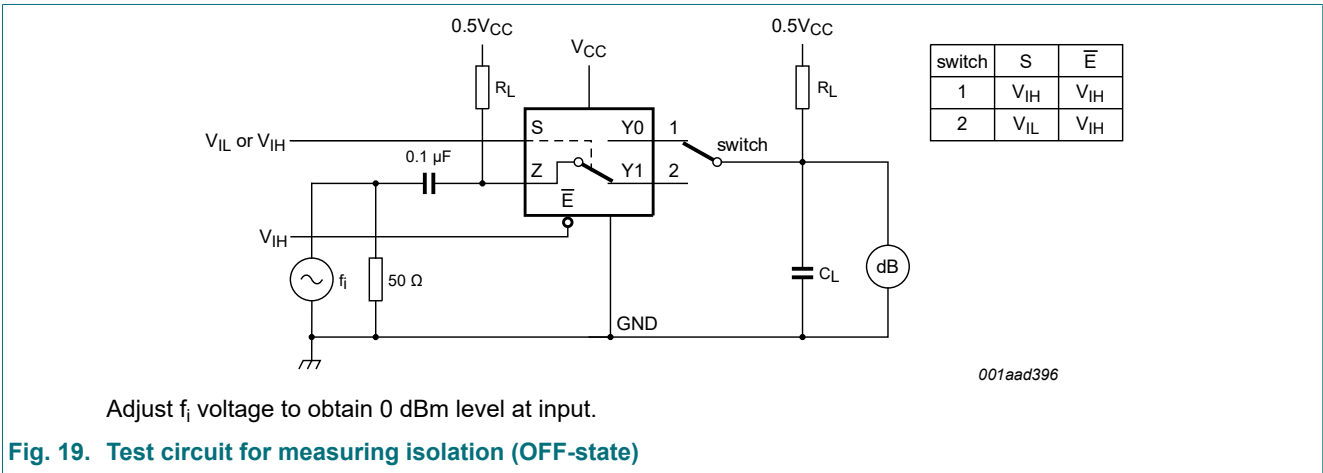 0.5VCC
0.5VCC
VCC
RL
RL
switch S E̅
1 VIH VIH
2 VIL VIH
VIL or VIH
S
Y0
1
switch
0.1 µF
Z
Y1
2
E̅
VIH
fi
50 Ω
CL
dB
GND
001aad396
Adjust fi voltage to obtain 0 dBm level at input.
Fig. 19. Test circuit for measuring isolation (OFF-state)